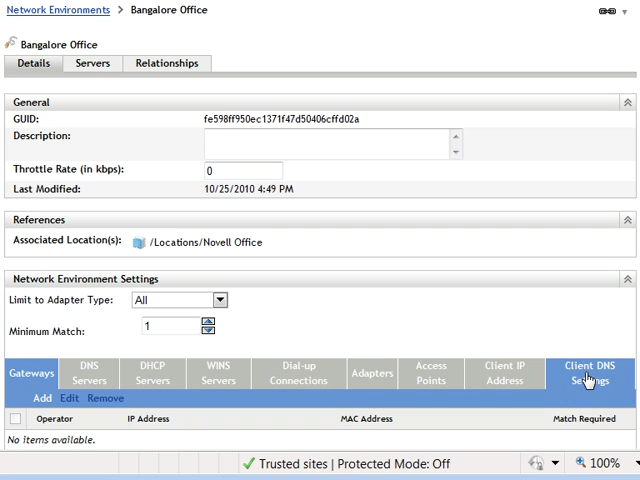 Network Environments > Bangalore Office
Bangalore Office
Details Servers Relationships
General
GUID: fe598ff950ec1371f47d50406cffd02a
Description:
Throttle Rate (in kbps): 0
Last Modified: 10/25/2010 4:49 PM
References
Associated Location(s): /Locations/Novell Office
Network Environment Settings
Limit to Adapter Type: All
Minimum Match: 1
Gateways DNS Servers DHCP Servers WINS Servers Dial-up Connections Adapters Access Points Client IP Address Client DNS Settings
Add Edit Remove
Operator IP Address MAC Address Match Required
No items available.
Trusted sites | Protected Mode: Off 100%